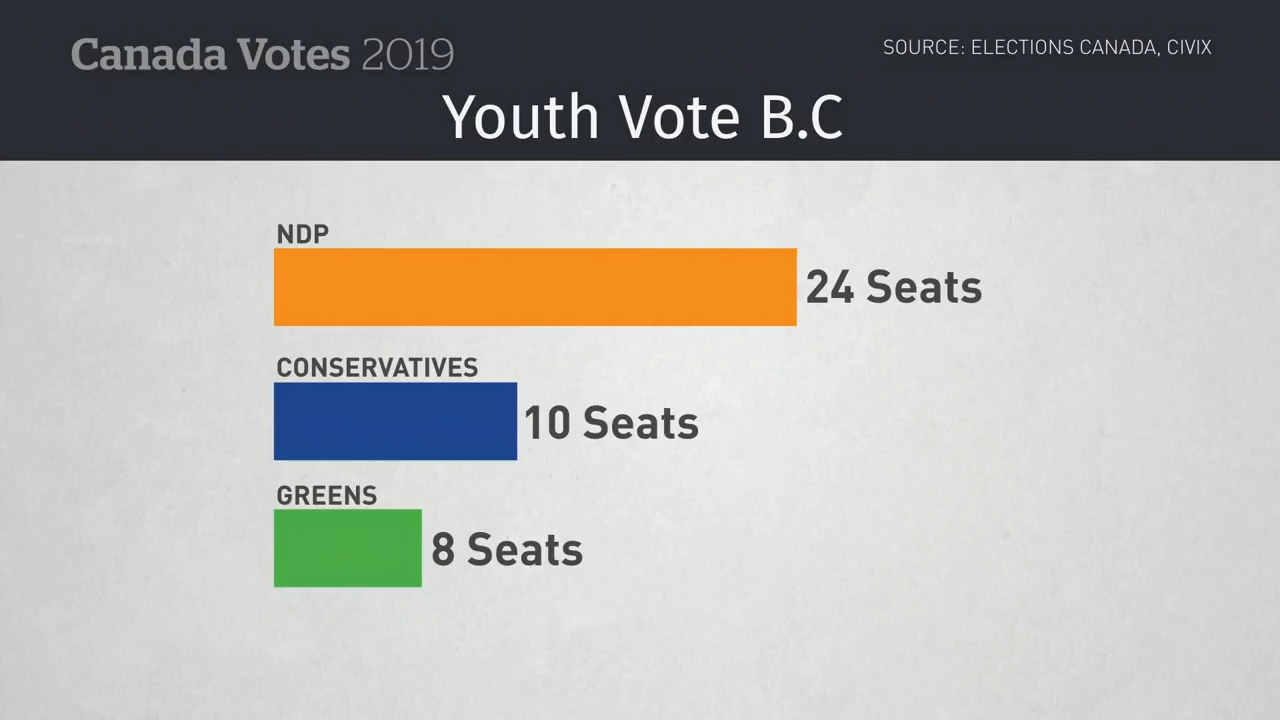 Canada Votes 2019
SOURCE: ELECTIONS CANADA, CIVIX
Youth Vote B.C
NDP
24 Seats
CONSERVATIVES
10 Seats
GREENS
8 Seats